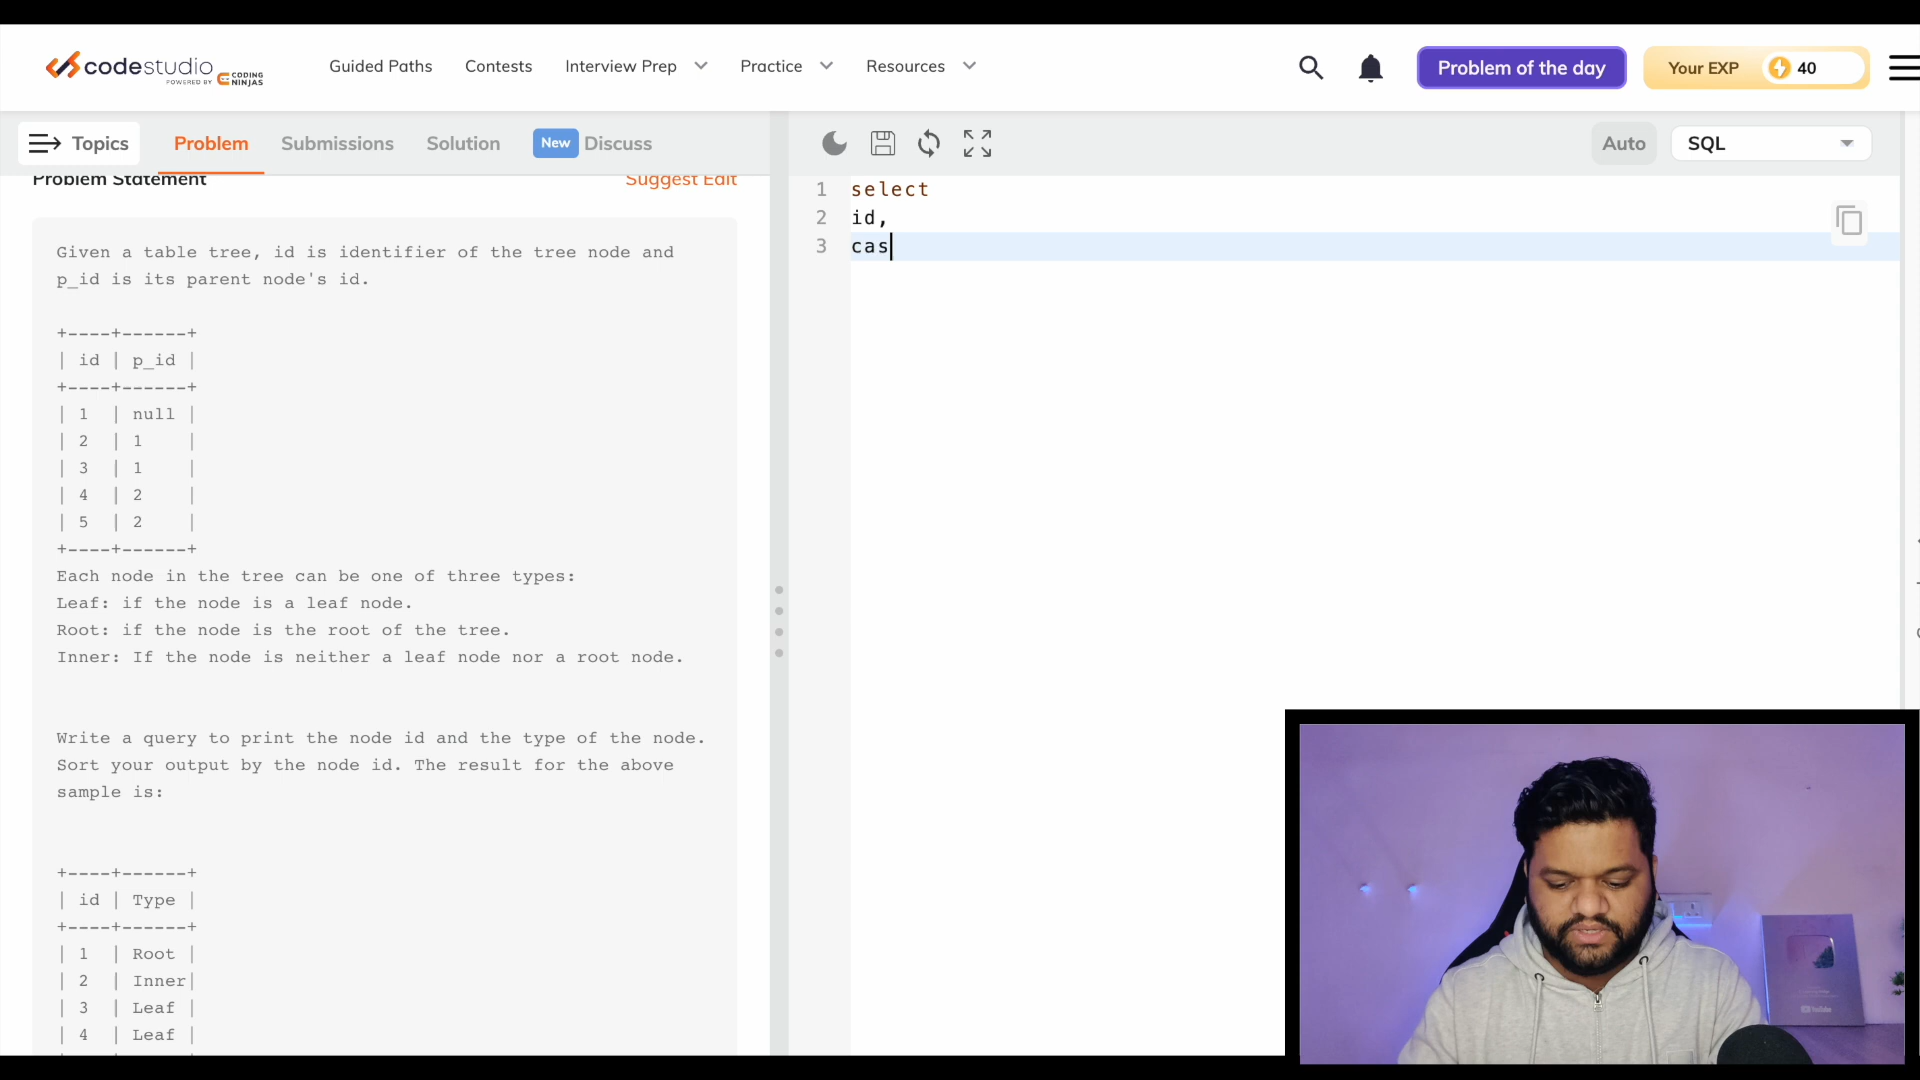 codestudio
POWERED BY CODING NINJAS
Guided Paths
Contests
Interview Prep
Practice
Resources
Problem of the day
Your EXP
40
Topics
Problem
Submissions
Solution
New
Discuss
Auto
SQL
Problem Statement
Suggest Edit
Given a table tree, id is identifier of the tree node and
p_id is its parent node's id.
+----+------+
| id | p_id |
+----+------+
| 1 | null |
| 2 | 1 |
| 3 | 1 |
| 4 | 2 |
| 5 | 2 |
+----+------+
Each node in the tree can be one of three types:
Leaf: if the node is a leaf node.
Root: if the node is the root of the tree.
Inner: If the node is neither a leaf node nor a root node.
Write a query to print the node id and the type of the node.
Sort your output by the node id. The result for the above
sample is:
+----+------+
| id | Type |
+----+------+
| 1 | Root |
| 2 | Inner|
| 3 | Leaf |
| 4 | Leaf |
1 select
2 id,
3 cas
YouTube